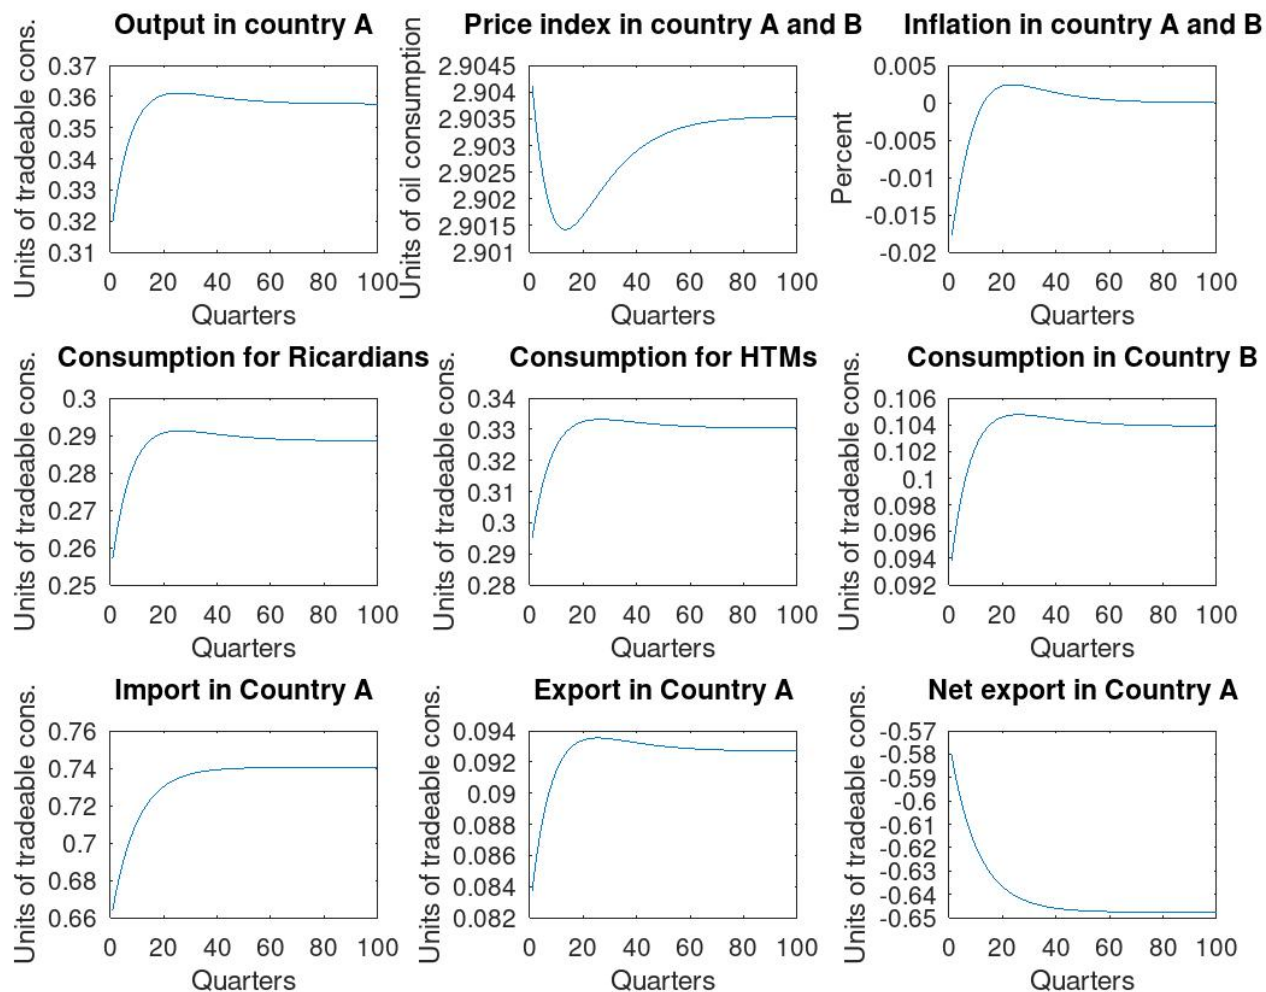 Output in country A
Units of tradeable cons.
0.37
0.36
0.35
0.34
0.33
0.32
0.31
0 20 40 60 80 100
Quarters
Price index in country A and B
Units of oil consumption
2.9045
2.904
2.9035
2.903
2.9025
2.902
2.9015
2.901
0 20 40 60 80 100
Quarters
Inflation in country A and B
Percent
0.005
0
-0.005
-0.01
-0.015
-0.02
0 20 40 60 80 100
Quarters
Consumption for Ricardians
Units of tradeable cons.
0.3
0.29
0.28
0.27
0.26
0.25
0 20 40 60 80 100
Quarters
Consumption for HTMs
Units of tradeable cons.
0.34
0.33
0.32
0.31
0.3
0.29
0.28
0 20 40 60 80 100
Quarters
Consumption in Country B
Units of tradeable cons.
0.106
0.104
0.102
0.1
0.098
0.096
0.094
0.092
0 20 40 60 80 100
Quarters
Import in Country A
Units of tradeable cons.
0.76
0.74
0.72
0.7
0.68
0.66
0 20 40 60 80 100
Quarters
Export in Country A
Units of tradeable cons.
0.094
0.092
0.09
0.088
0.086
0.084
0.082
0 20 40 60 80 100
Quarters
Net export in Country A
Units of tradeable cons.
-0.57
-0.58
-0.59
-0.6
-0.61
-0.62
-0.63
-0.64
-0.65
0 20 40 60 80 100
Quarters